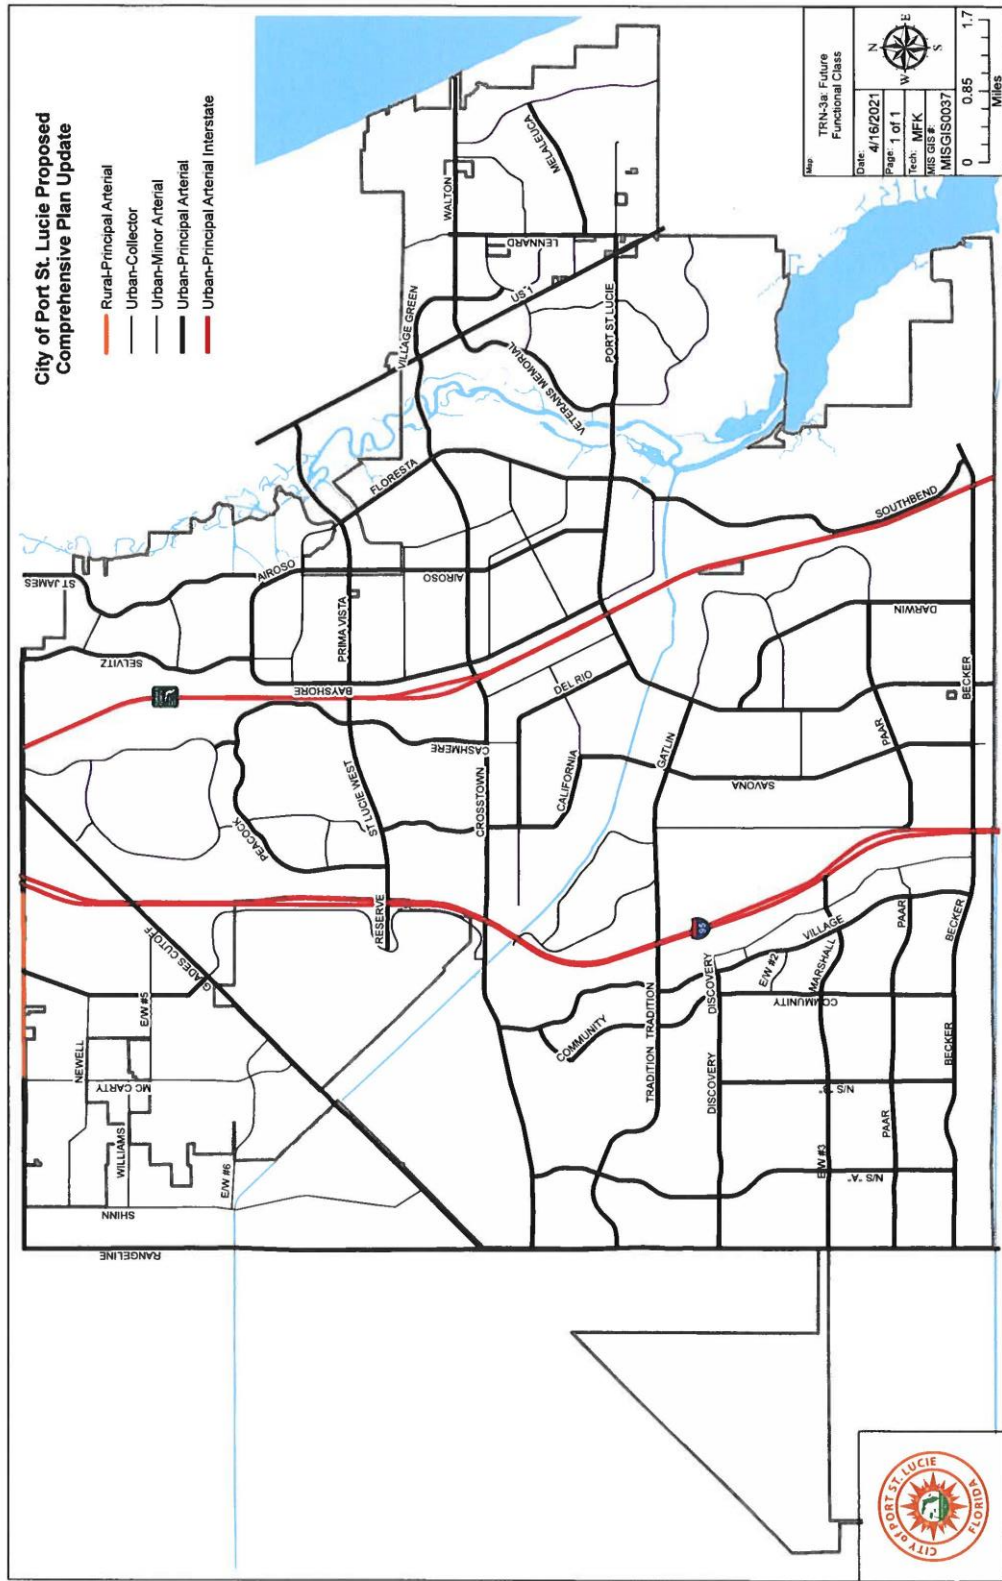 City of Port St. Lucie Proposed
Comprehensive Plan Update
Rural-Principal Arterial
Urban-Collector
Urban-Minor Arterial
Urban-Principal Arterial
Urban-Principal Arterial Interstate
RANGELINE
SHINN
WILLIAMS
NEWELL
MC CARTY
E/W #6
E/W #5
GLADES CUTOFF
RESERVE
PEACOCK
ST LUCIE WEST
CASHMERE
CROSSTOWN
SELVITZ
BAYSHORE
PRIMA VISTA
ST JAMES
AIROSO
AIROSO
FLORESTA
VILLAGE GREEN
US 1
WALTON
LENNARD
MELALEUCA
VETERANS MEMORIAL
PORT ST LUCIE
DEL RIO
CALIFORNIA
GATLIN
SAVONA
PAAR
DARWIN
BECKER
SOUTHBEND
COMMUNITY
TRADITION
TRADITION
DISCOVERY
DISCOVERY
95
VILLAGE
E/W #2
MARSHALL
COMMUNITY
PAAR
BECKER
BECKER
N/S "B"
PAAR
E/W #3
N/S "A"
CITY of PORT ST. LUCIE
FLORIDA
Map:
TRN-3a: Future
Functional Class
Date:
4/16/2021
Page:
1 of 1
Tech: MFK
MIS GIS #:
MISGIS0037
N
W
E
S
0 0.85 1.7
Miles